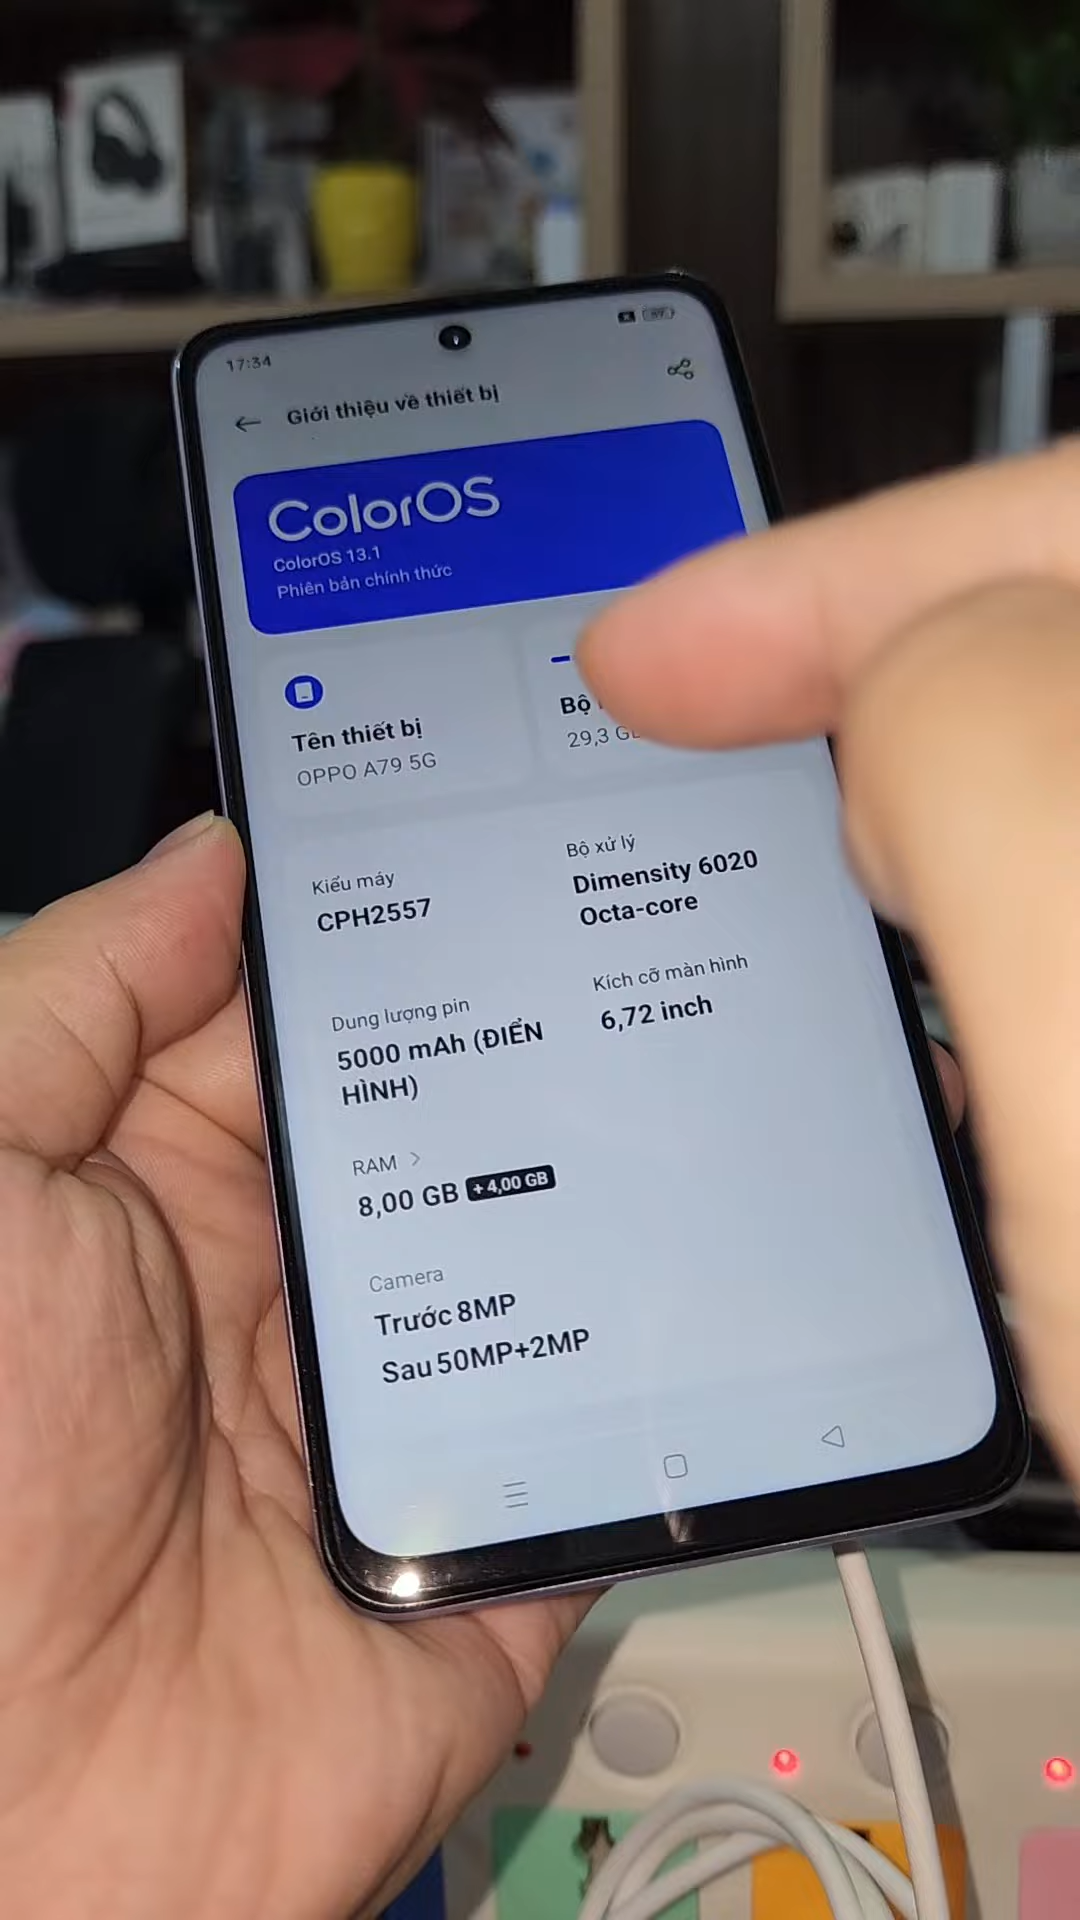 17:34
Giới thiệu về thiết bị
ColorOS
ColorOS 13.1
Phiên bản chính thức
Tên thiết bị
OPPO A79 5G
Bộ
29,3
Kiểu máy
CPH2557
Bộ xử lý
Dimensity 6020
Octa-core
Dung lượng pin
5000 mAh (ĐIỂN
HÌNH)
Kích cỡ màn hình
6,72 inch
RAM
8,00 GB +4,00 GB
Camera
Trước 8MP
Sau 50MP+2MP